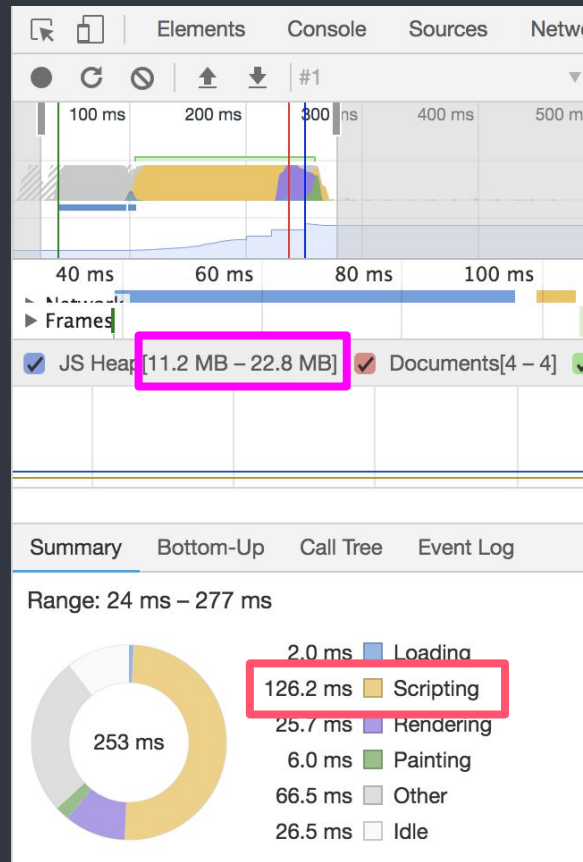 Elements Console Sources Netwo
#1
100 ms 200 ms 300 ms 400 ms 500 m
40 ms 60 ms 80 ms 100 ms
Network
Frames
JS Heap[11.2 MB – 22.8 MB] Documents[4 – 4]
Summary Bottom-Up Call Tree Event Log
Range: 24 ms – 277 ms
2.0 ms Loading
126.2 ms Scripting
253 ms
25.7 ms Rendering
6.0 ms Painting
66.5 ms Other
26.5 ms Idle